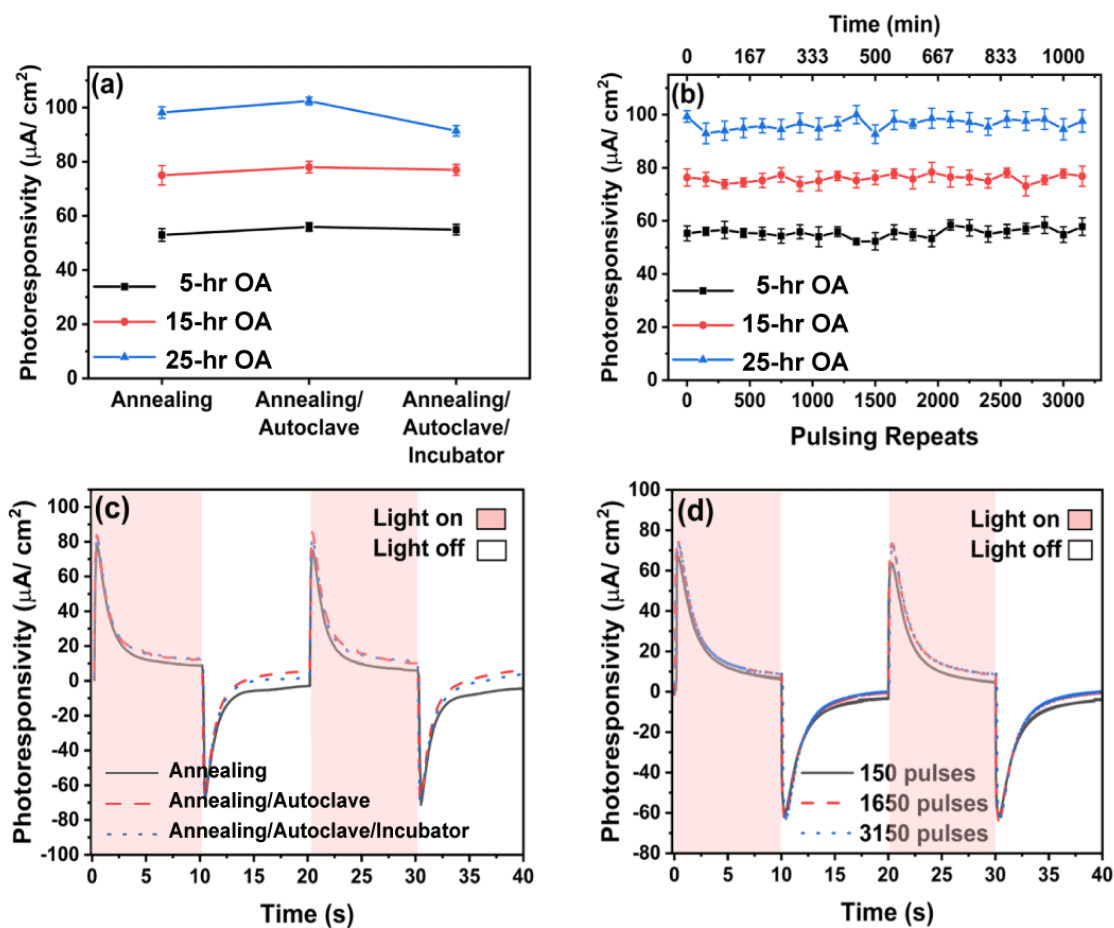 (a)
Photoresponsivity (μA/ cm²)
100
80
60
40
20
0
5-hr OA
15-hr OA
25-hr OA
Annealing
Annealing/
Autoclave
Annealing/
Autoclave/
Incubator
Time (min)
0 167 333 500 667 833 1000
(b)
Photoresponsivity (μA/ cm²)
100
80
60
40
20
0
5-hr OA
15-hr OA
25-hr OA
0 500 1000 1500 2000 2500 3000
Pulsing Repeats
(c)
Photoresponsivity (μA/ cm²)
100
80
60
40
20
0
-20
-40
-60
-80
-100
Light on
Light off
Annealing
Annealing/Autoclave
Annealing/Autoclave/Incubator
0 5 10 15 20 25 30 35 40
Time (s)
(d)
Photoresponsivity (μA/ cm²)
100
80
60
40
20
0
-20
-40
-60
-80
Light on
Light off
150 pulses
1650 pulses
3150 pulses
0 5 10 15 20 25 30 35 40
Time (s)